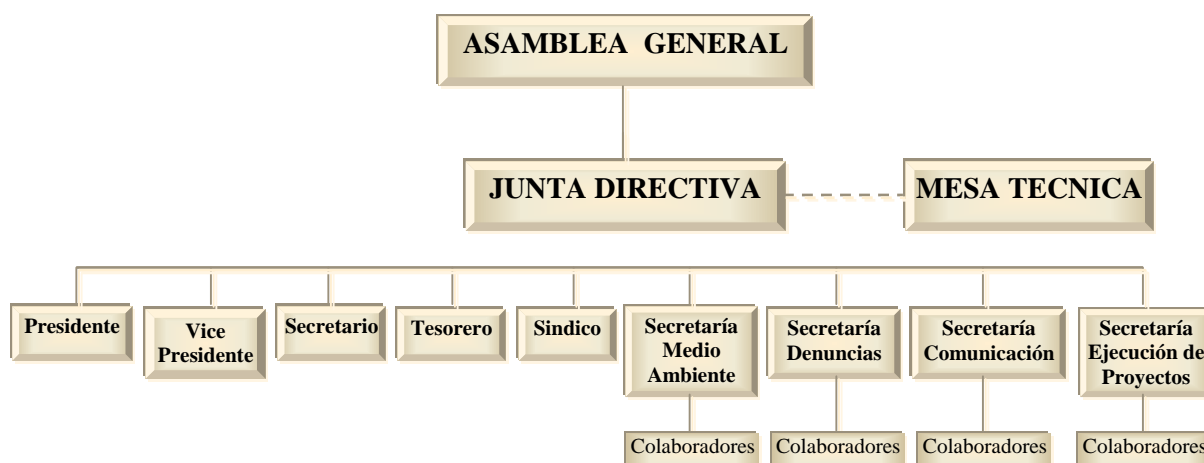 ASAMBLEA GENERAL
JUNTA DIRECTIVA
MESA TECNICA
Presidente
Vice
Presidente
Secretario
Tesorero
Sindico
Secretaría
Medio
Ambiente
Secretaría
Denuncias
Secretaría
Comunicación
Secretaría
Ejecución de
Proyectos
Colaboradores
Colaboradores
Colaboradores
Colaboradores